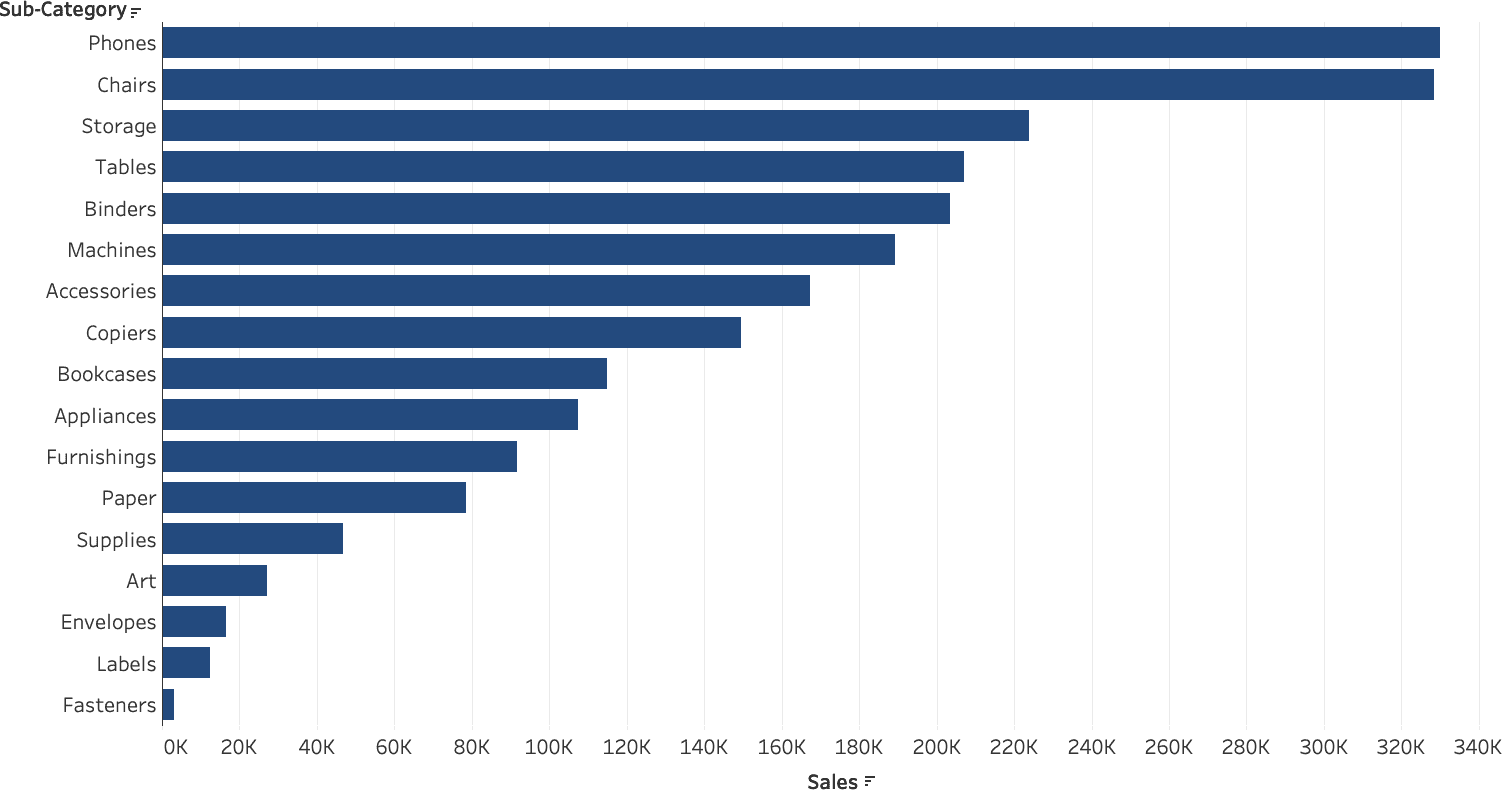 Sub-Category
Phones
Chairs
Storage
Tables
Binders
Machines
Accessories
Copiers
Bookcases
Appliances
Furnishings
Paper
Supplies
Art
Envelopes
Labels
Fasteners
0K 20K 40K 60K 80K 100K 120K 140K 160K 180K 200K 220K 240K 260K 280K 300K 320K 340K
Sales